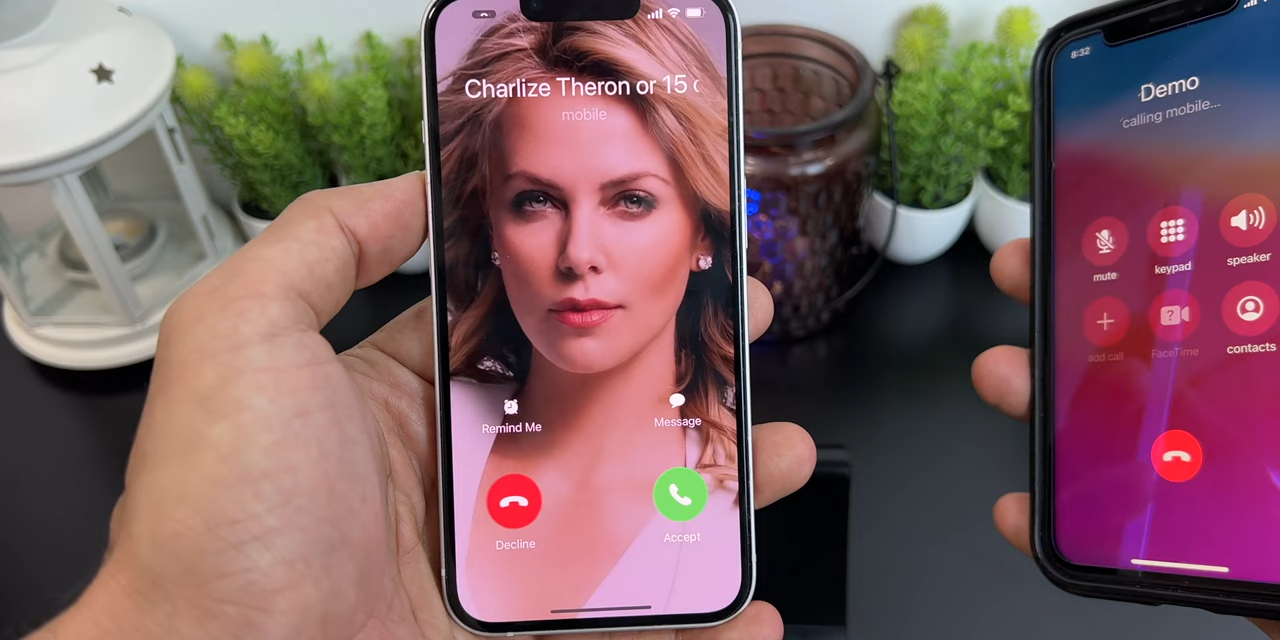 Charlize Theron or 15
mobile
Remind Me
Message
Decline
Accept
8:32
Demo
calling mobile...
mute
keypad
speaker
add call
FaceTime
contacts